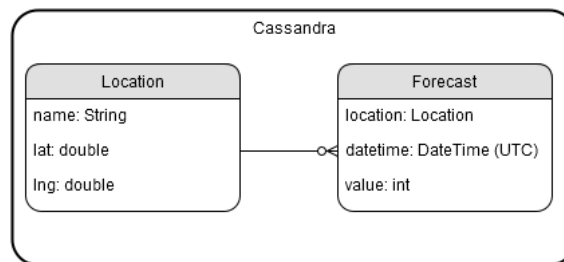 Cassandra
Location
name: String
lat: double
lng: double
Forecast
location: Location
datetime: DateTime (UTC)
value: int